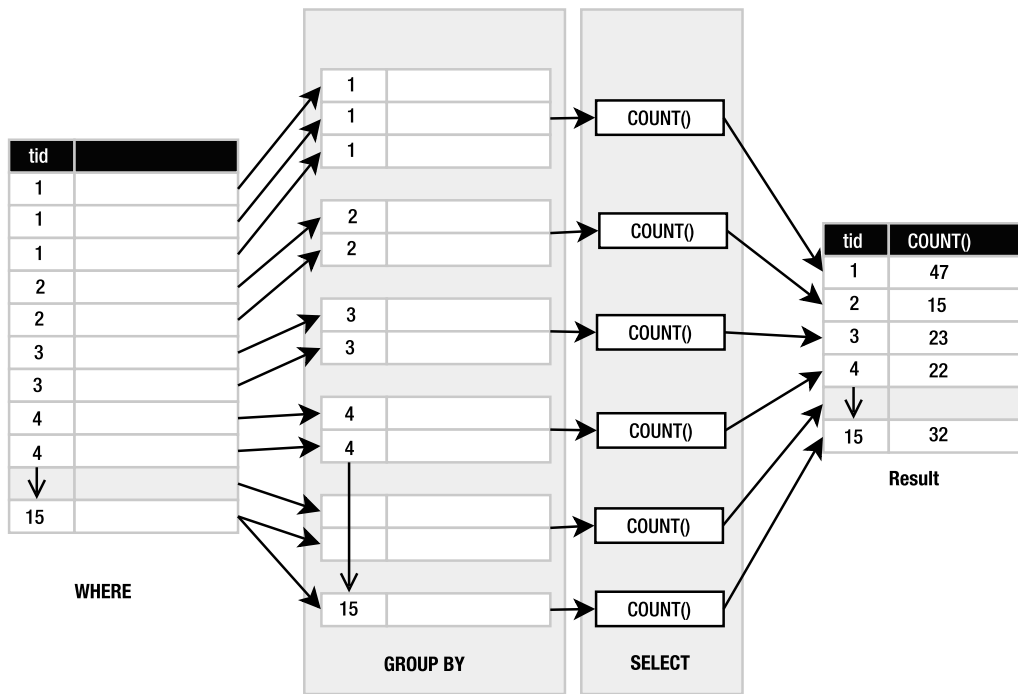 tid
1
1
1
2
2
3
3
4
4
15
WHERE
1
1
1
2
2
3
3
4
4
15
GROUP BY
COUNT()
COUNT()
COUNT()
COUNT()
COUNT()
COUNT()
SELECT
tid COUNT()
1 47
2 15
3 23
4 22
15 32
Result